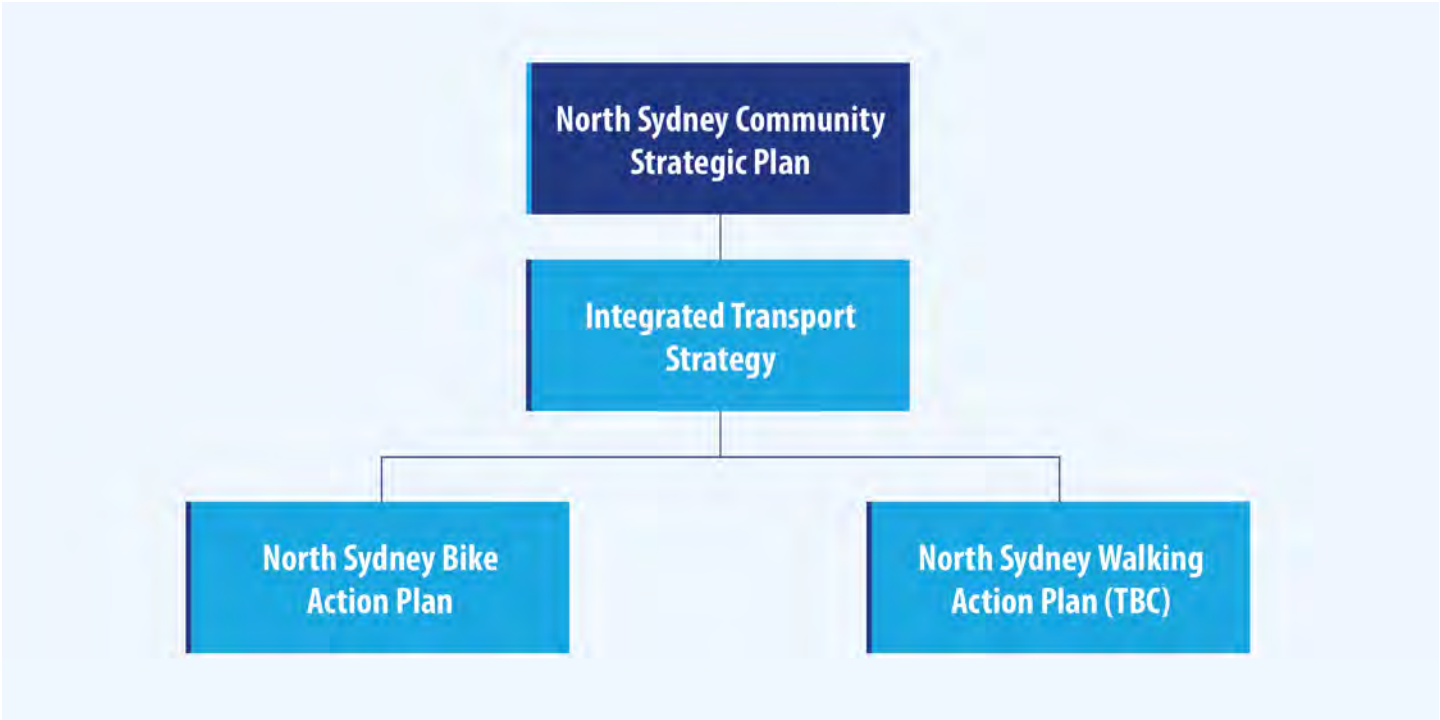 North Sydney Community
Strategic Plan
Integrated Transport
Strategy
North Sydney Bike
Action Plan
North Sydney Walking
Action Plan (TBC)